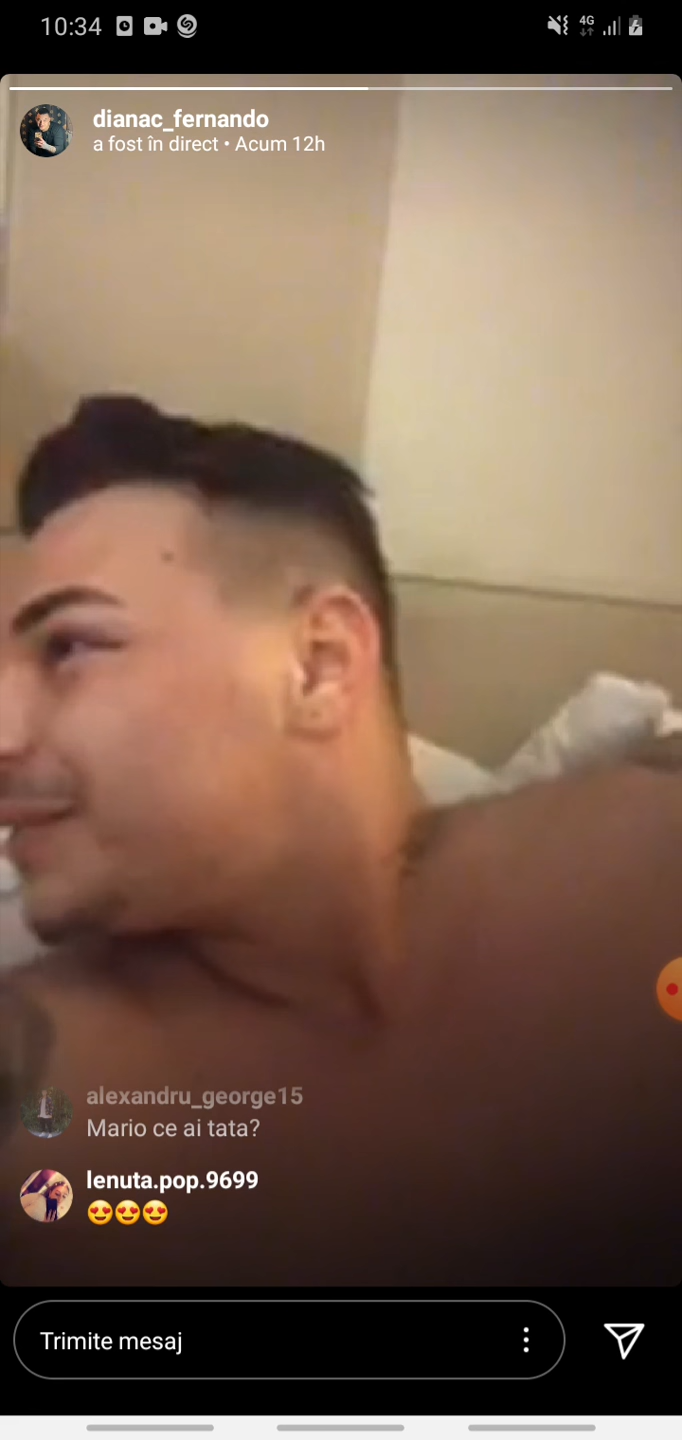 10:34
4G
dianac_fernando
a fost în direct • Acum 12h
alexandru_george15
Mario ce ai tata?
lenuta.pop.9699
😍😍😍
Trimite mesaj